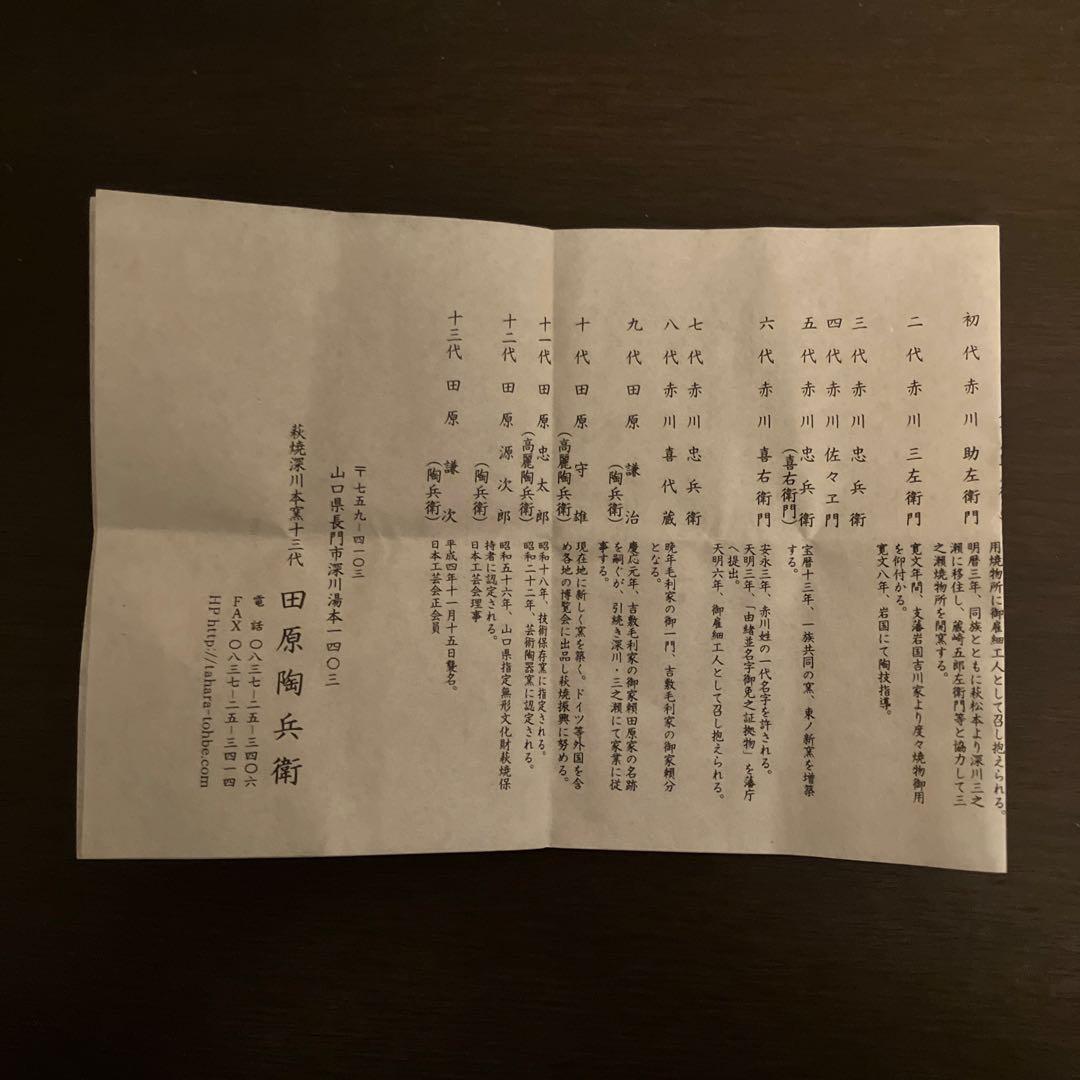 用焼物所に御雇細工人として召し抱えられる。
初代 赤川 助左衛門
明暦三年、同族とともに萩松本より深川三之
瀬に移住し、蔵崎五郎左衛門等と協力して三
之瀬焼物所を開窯する。
二代 赤川 三左衛門
寛文年間、支藩岩国吉川家より度々焼物御用
を仰付かる。
寛文八年、岩国にて陶技指導。
三代 赤川 忠兵衛
四代 赤川 佐々ヱ門
五代 赤川 忠兵衛
(喜右衛門)
宝暦十三年、一族共同の窯、東ノ新窯を増築
する。
六代 赤川 喜右衛門
安永三年、赤川姓の一代名字を許される。
天明三年、「由緒並名字御免之証拠物」を藩庁
へ提出。
天明六年、御雇細工人として召し抱えられる。
七代 赤川 忠兵衛
八代 赤川 喜代蔵
晩年毛利家の御一門、吉敷毛利家の御家頼分
となる。
九代 田原 謙治
(陶兵衛)
慶応元年、吉敷毛利家の御家頼田原家の名跡
を嗣ぐが、引続き深川・三之瀬にて家業に従
事する。
十代 田原 守雄
(高麗陶兵衛)
現在地に新しく窯を築く。ドイツ等外国を含
め各地の博覧会に出品し萩焼振興に努める。
十一代 田原 忠太郎
(高麗陶兵衛)
昭和十八年、技術保存窯に指定される。
昭和二十二年、芸術陶器窯に認定される。
十二代 田原 源次郎
(陶兵衛)
昭和五十六年、山口県指定無形文化財萩焼保
持者に認定される。
日本工芸会理事
十三代 田原 謙次
(陶兵衛)
平成四年十一月十五日襲名。
日本工芸会正会員
〒七五九−四一〇三
山口県長門市深川湯本一四〇三
萩焼深川本窯十三代 田原陶兵衛
電話 〇八三七−二五−三四〇六
FAX 〇八三七−二五−三四一四
HP http://tahara-tohbe.com